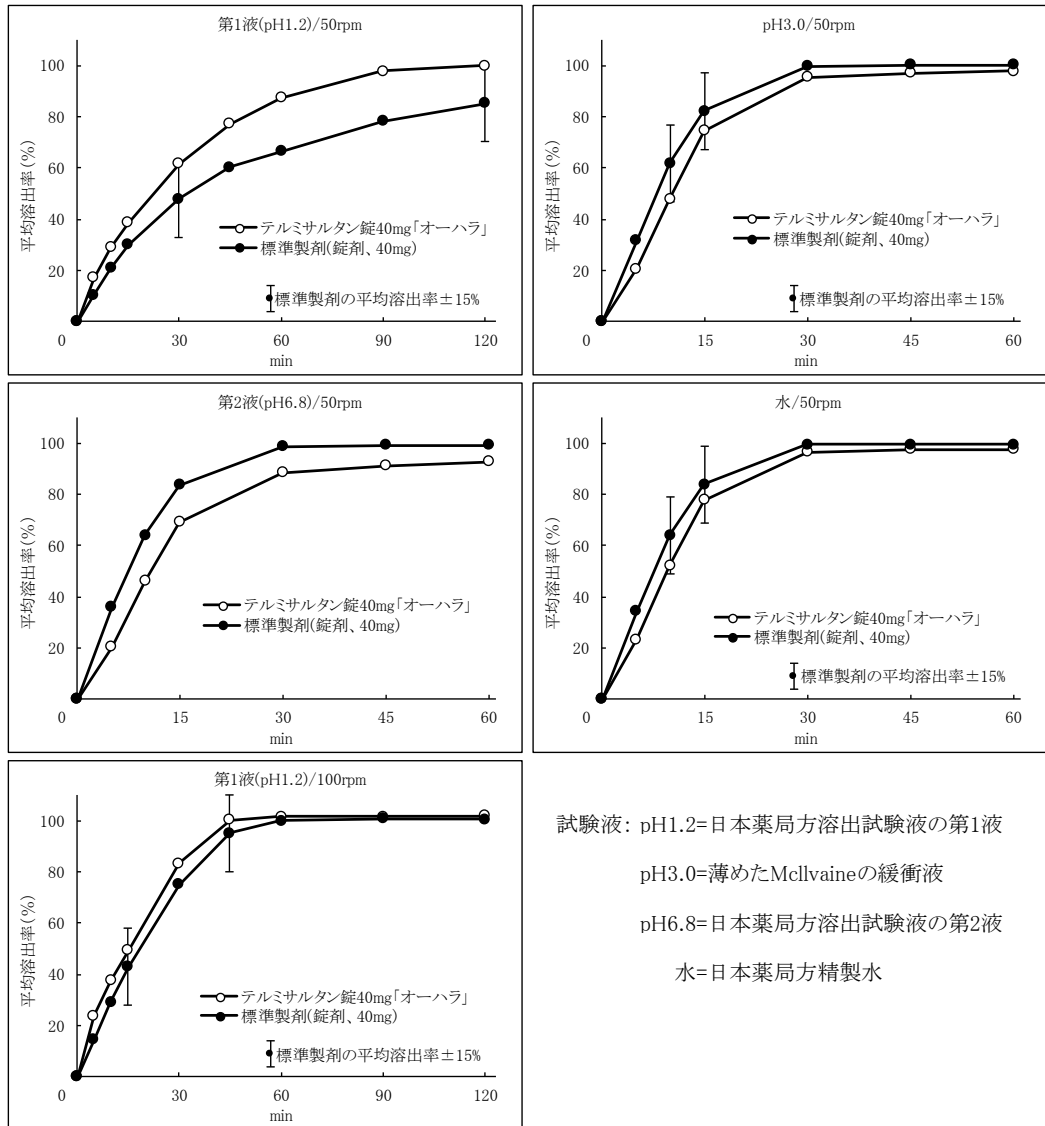 第1液(pH1.2)/50rpm
平均溶出率(%)
100
80
60
40
20
0
30
60
90
120
min
テルミサルタン錠40mg「オーハラ」
標準製剤(錠剤、40mg)
標準製剤の平均溶出率±15%
pH3.0/50rpm
平均溶出率(%)
100
80
60
40
20
0
15
30
45
60
min
テルミサルタン錠40mg「オーハラ」
標準製剤(錠剤、40mg)
標準製剤の平均溶出率±15%
第2液(pH6.8)/50rpm
平均溶出率(%)
100
80
60
40
20
0
15
30
45
60
min
テルミサルタン錠40mg「オーハラ」
標準製剤(錠剤、40mg)
水/50rpm
平均溶出率(%)
100
80
60
40
20
0
15
30
45
60
min
テルミサルタン錠40mg「オーハラ」
標準製剤(錠剤、40mg)
標準製剤の平均溶出率±15%
第1液(pH1.2)/100rpm
平均溶出率(%)
100
80
60
40
20
0
30
60
90
120
min
テルミサルタン錠40mg「オーハラ」
標準製剤(錠剤、40mg)
標準製剤の平均溶出率±15%
試験液: pH1.2=日本薬局方溶出試験液の第1液
pH3.0=薄めたMcllvaineの緩衝液
pH6.8=日本薬局方溶出試験液の第2液
水=日本薬局方精製水